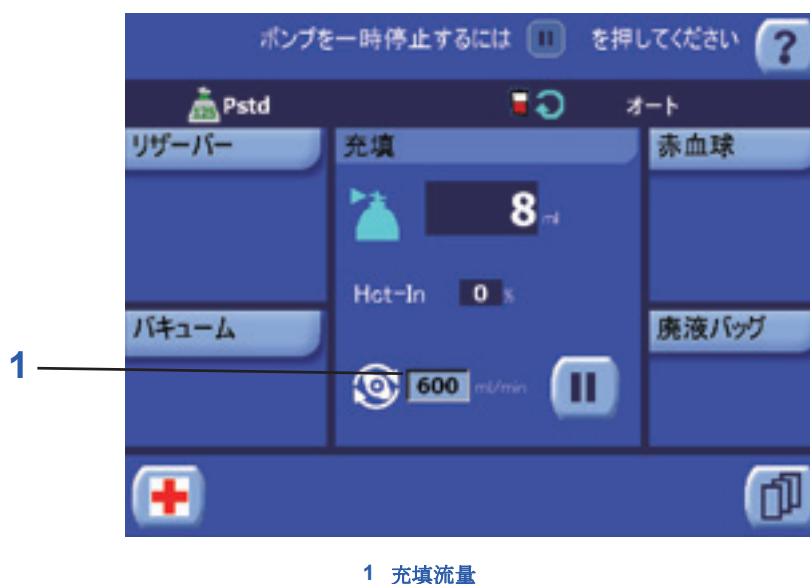 ポンプを一時停止するには を押してください ?
Pstd オート
リザーバー 充填 赤血球
8 ml
Hct-In 0 %
バキューム 廃液バッグ
1
600 ml/min
1 充填流量